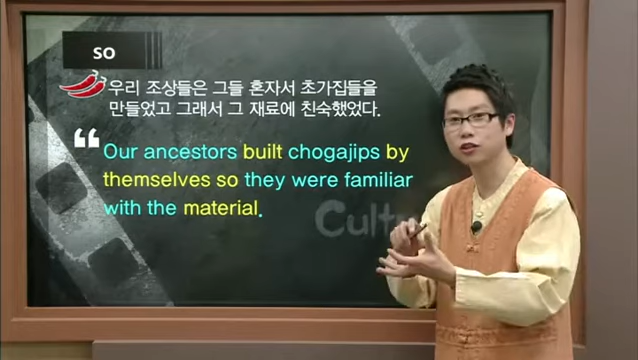 so
우리 조상들은 그들 혼자서 초가집들을
만들었고 그래서 그 재료에 친숙했었다.
“
Our ancestors built chogajips by
themselves so they were familiar
with the material.